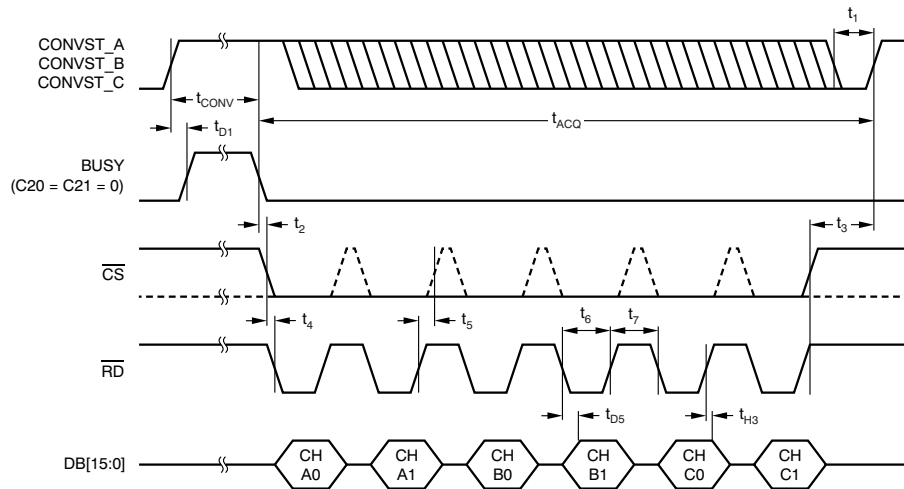 t1
CONVST_A
CONVST_B
CONVST_C
tCONV
tACQ
tD1
BUSY
(C20 = C21 = 0)
t2
t3
CS
t4
t5
t6
t7
RD
tD5
tH3
DB[15:0]
CH
A0
CH
A1
CH
B0
CH
B1
CH
C0
CH
C1